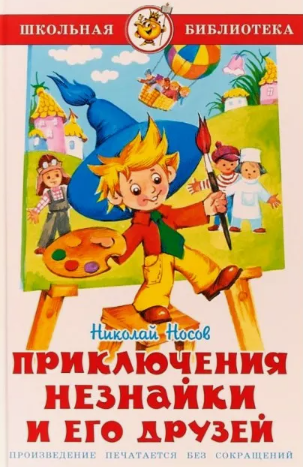 ШКОЛЬНАЯ БИБЛИОТЕКА
Николай Носов
ПРИКЛЮЧЕНИЯ
НЕЗНАЙКИ
И ЕГО ДРУЗЕЙ
ПРОИЗВЕДЕНИЕ ПЕЧАТАЕТСЯ БЕЗ СОКРАЩЕНИЙ